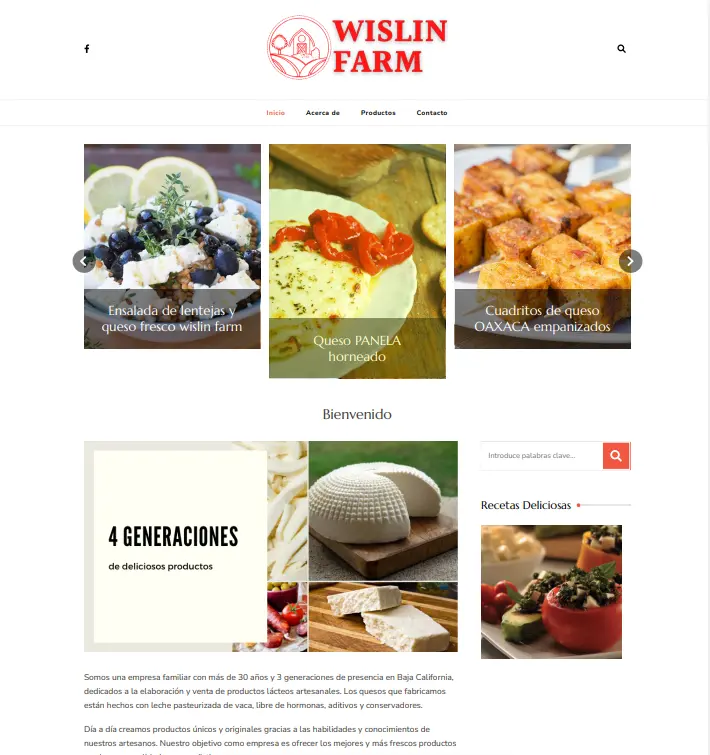 WISLIN
FARM
Inicio Acerca de Productos Contacto
Ensalada de lentejas y
queso fresco wislin farm
Queso PANELA
horneado
Cuadritos de queso
OAXACA empanizados
Bienvenido
4 GENERACIONES
de deliciosos productos
Introduce palabras clave...
Recetas Deliciosas
Somos una empresa familiar con más de 30 años y 3 generaciones de presencia en Baja California,
dedicados a la elaboración y venta de productos lácteos artesanales. Los quesos que fabricamos
están hechos con leche pasteurizada de vaca, libre de hormonas, aditivos y conservadores.
Día a día creamos productos únicos y originales gracias a las habilidades y conocimientos de
nuestros artesanos. Nuestro objetivo como empresa es ofrecer los mejores y más frescos productos